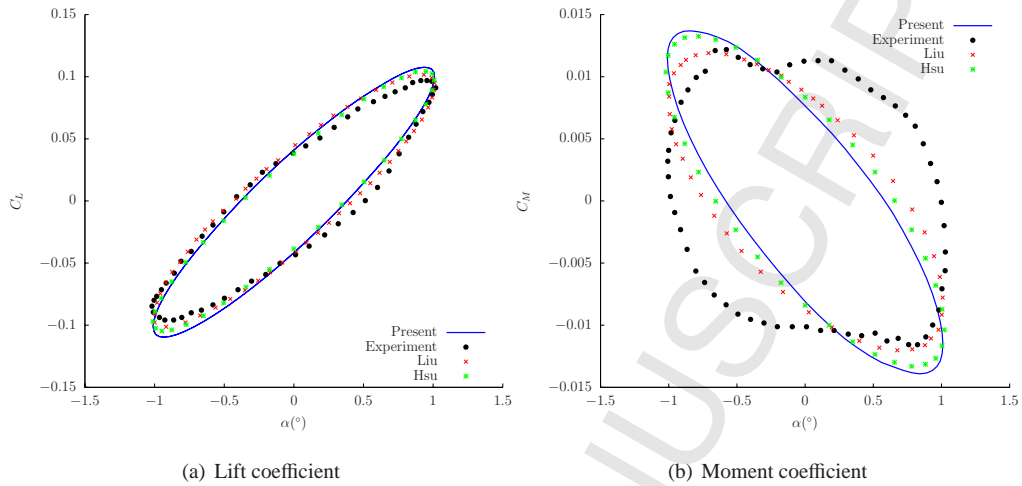 0.15
0.1
0.05
0
−0.05
−0.1
−0.15
−1.5
−1
−0.5
0
0.5
1
1.5
C_L
α(°)
Present
Experiment
Liu
Hsu
(a) Lift coefficient
0.015
0.01
0.005
0
−0.005
−0.01
−0.015
−1.5
−1
−0.5
0
0.5
1
1.5
C_M
α(°)
Present
Experiment
Liu
Hsu
(b) Moment coefficient
NUSCRIP